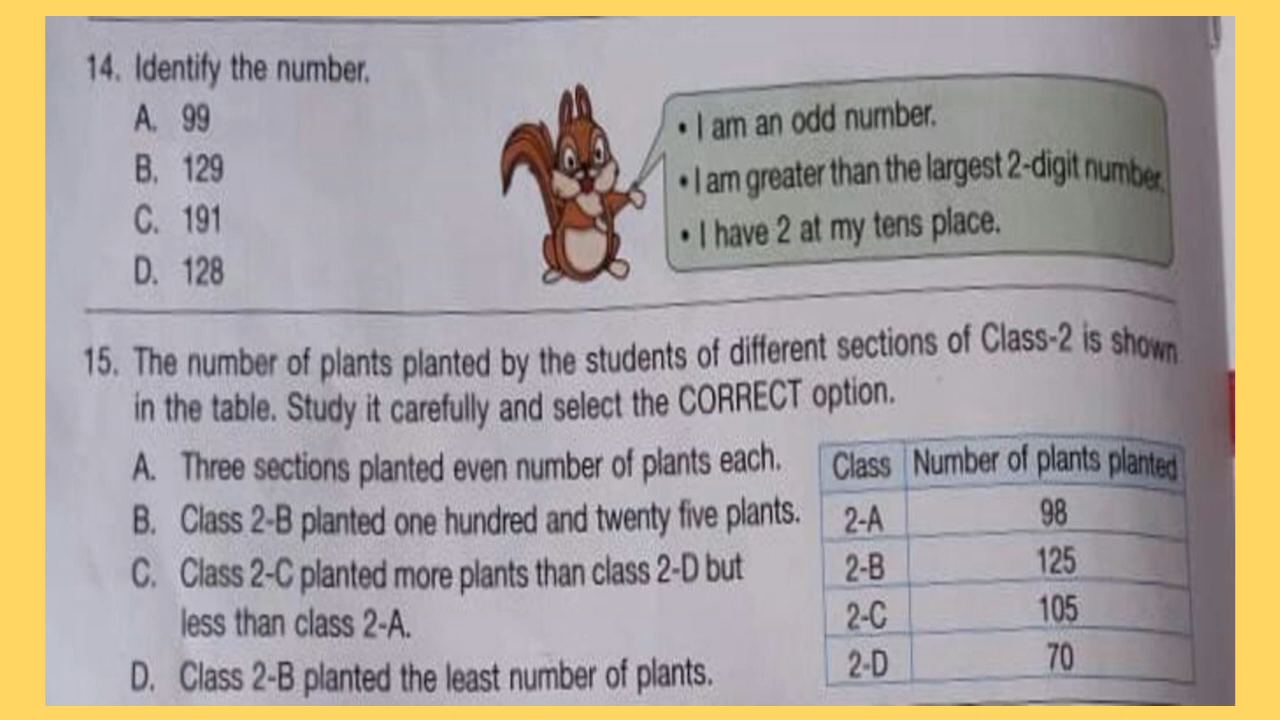 14. Identify the number.
A. 99
B. 129
C. 191
D. 128
• I am an odd number.
• I am greater than the largest 2-digit number.
• I have 2 at my tens place.
15. The number of plants planted by the students of different sections of Class-2 is shown
in the table. Study it carefully and select the CORRECT option.
A. Three sections planted even number of plants each.
B. Class 2-B planted one hundred and twenty five plants.
C. Class 2-C planted more plants than class 2-D but
less than class 2-A.
D. Class 2-B planted the least number of plants.
Class Number of plants planted
2-A 98
2-B 125
2-C 105
2-D 70